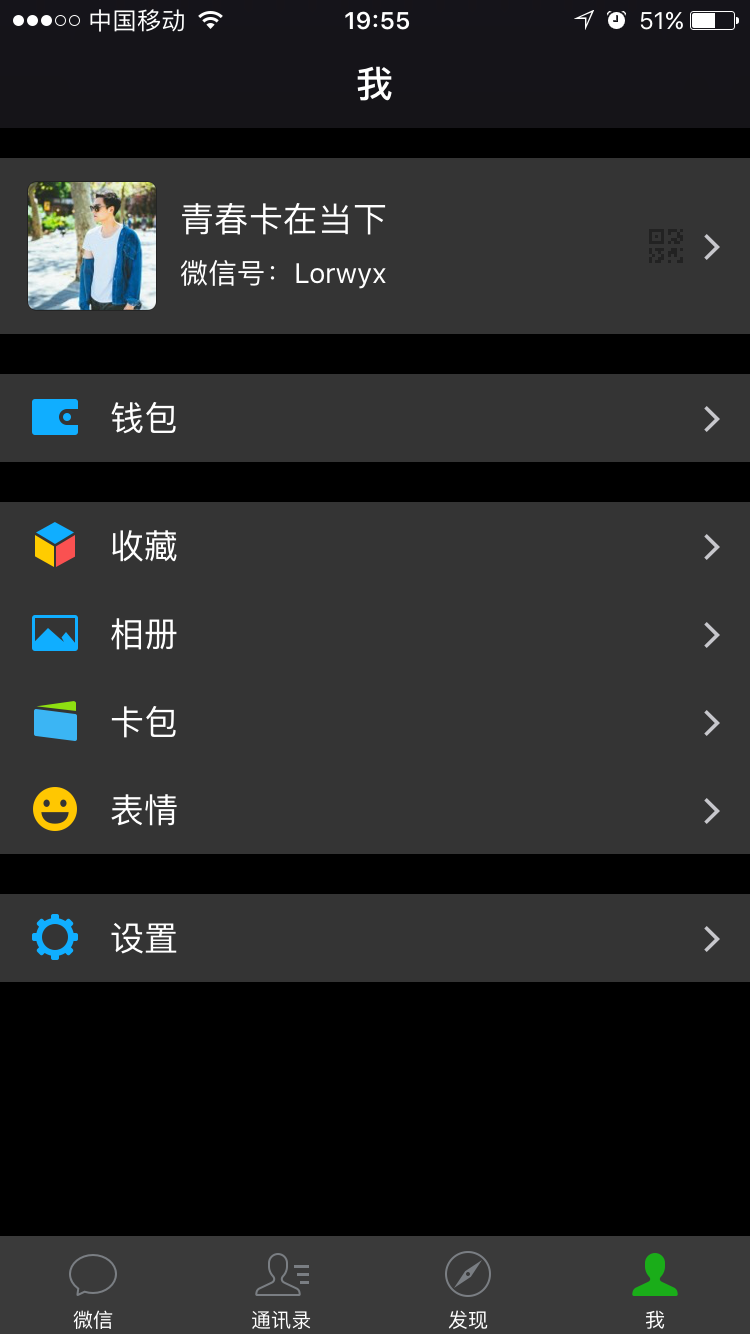 中国移动 19:55 51%
我
青春卡在当下
微信号：Lorwyx
钱包
收藏
相册
卡包
表情
设置
微信 通讯录 发现 我